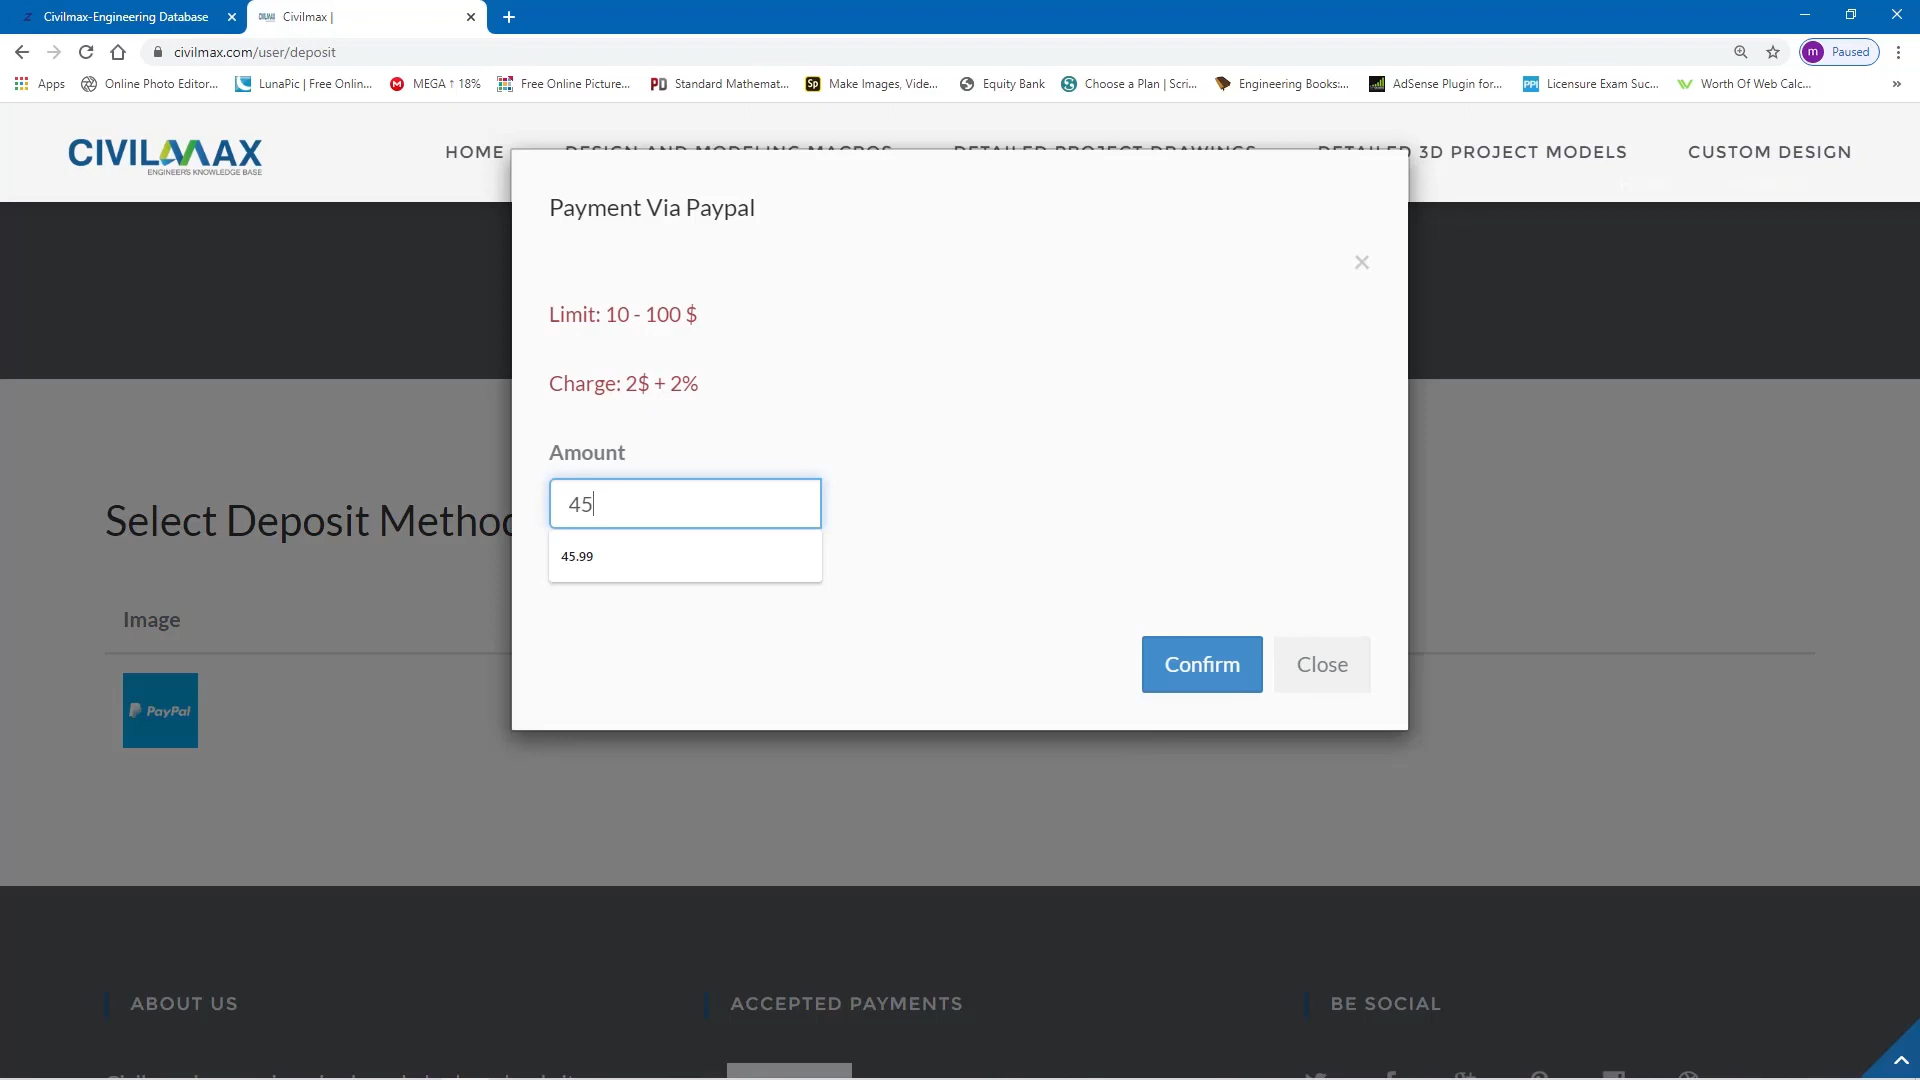 Civilmax-Engineering Database
Civilmax |
civilmax.com/user/deposit
Paused
m
Apps
Online Photo Editor...
LunaPic | Free Onlin...
MEGA ↑ 18%
Free Online Picture...
PD
Standard Mathemat...
Sp
Make Images, Vide...
Equity Bank
Choose a Plan | Scri...
Engineering Books:...
AdSense Plugin for...
PPI
Licensure Exam Suc...
Worth Of Web Calc...
»
CIVILMAX
ENGINEERS KNOWLEDGE BASE
HOME
DESIGN AND MODELING MACROS
DETAILED PROJECT DRAWINGS
DETAILED 3D PROJECT MODELS
CUSTOM DESIGN
Payment Via Paypal
×
Limit: 10 - 100 $
Charge: 2$ + 2%
Amount
45
45.99
Confirm
Close
Select Deposit Method
Image
PayPal
ABOUT US
ACCEPTED PAYMENTS
BE SOCIAL